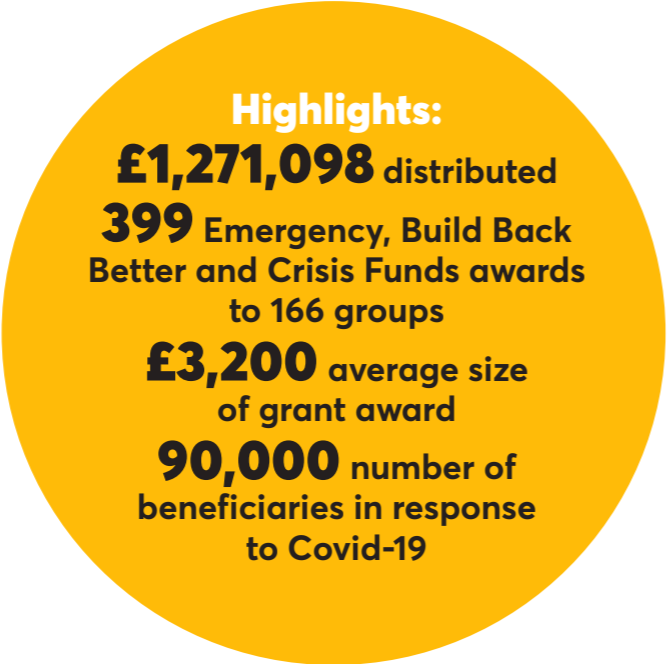 Highlights:
£1,271,098 distributed
399 Emergency, Build Back
Better and Crisis Funds awards
to 166 groups
£3,200 average size
of grant award
90,000 number of
beneficiaries in response
to Covid-19